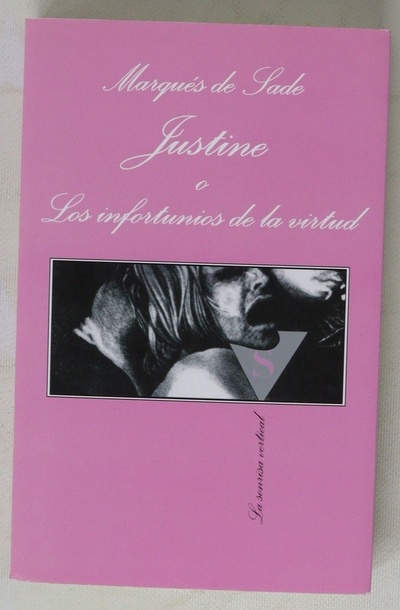 Marqués de Sade
Justine
o
Los infortunios de la virtud
S
La sonrisa vertical